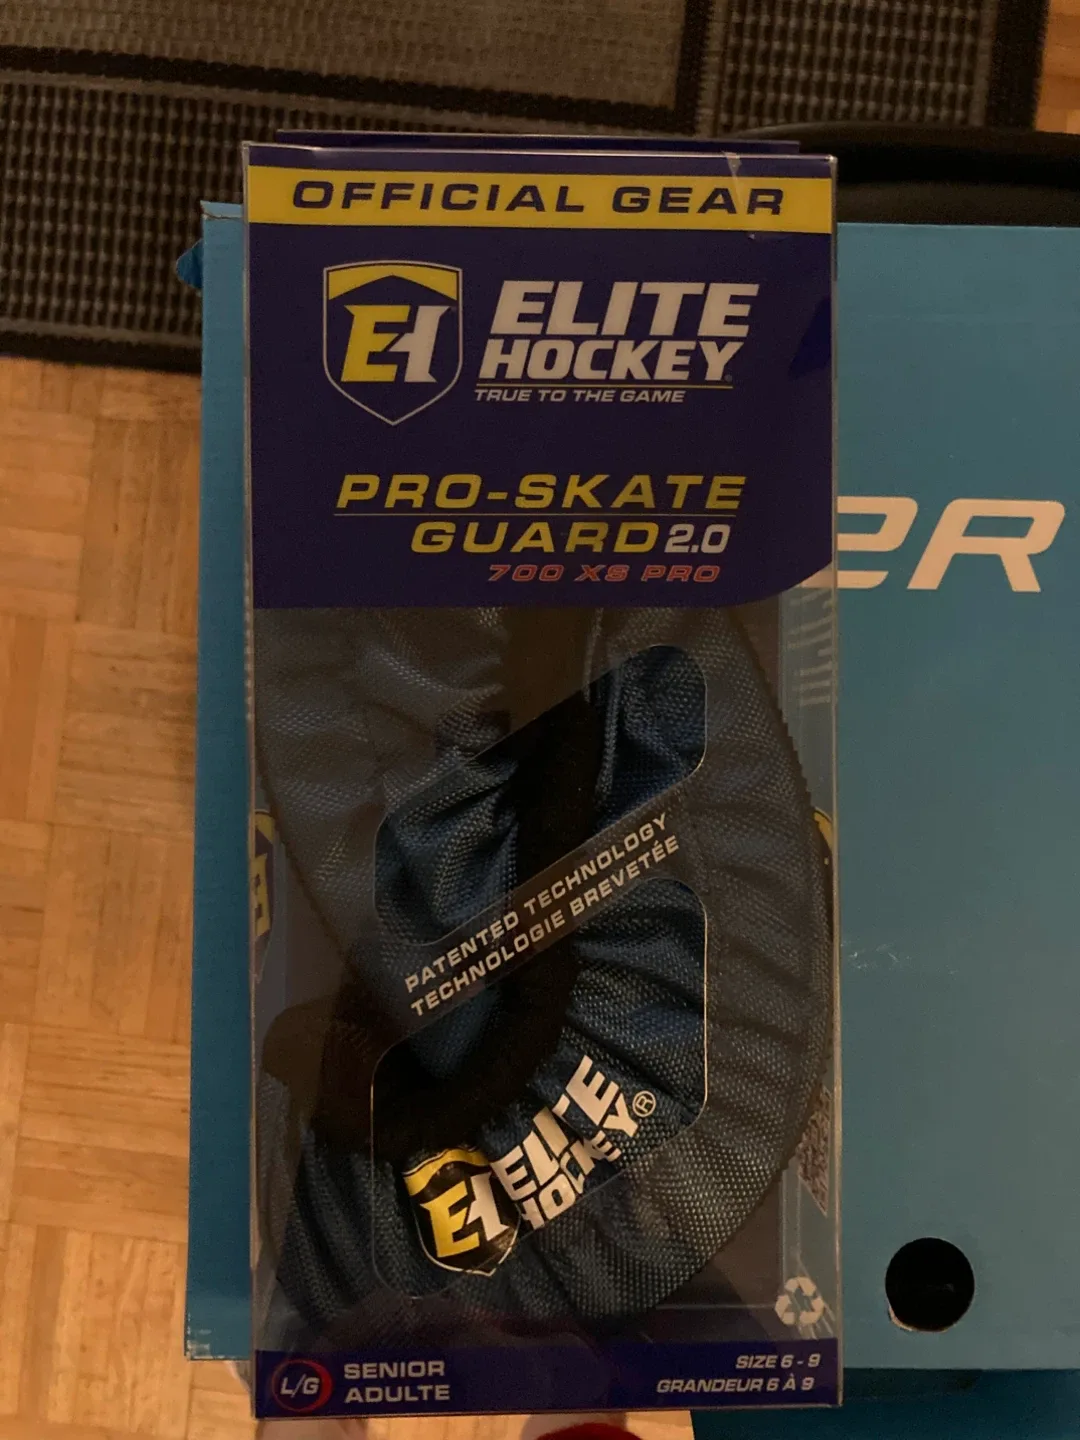 OFFICIAL GEAR
EH
ELITE
HOCKEY
TRUE TO THE GAME
PRO-SKATE
GUARD 2.0
700 XS PRO
PATENTED TECHNOLOGY
TECHNOLOGIE BREVETÉE
EH
ELITE
HOCKEY®
L/G
SENIOR
ADULTE
SIZE 6 - 9
GRANDEUR 6 À 9